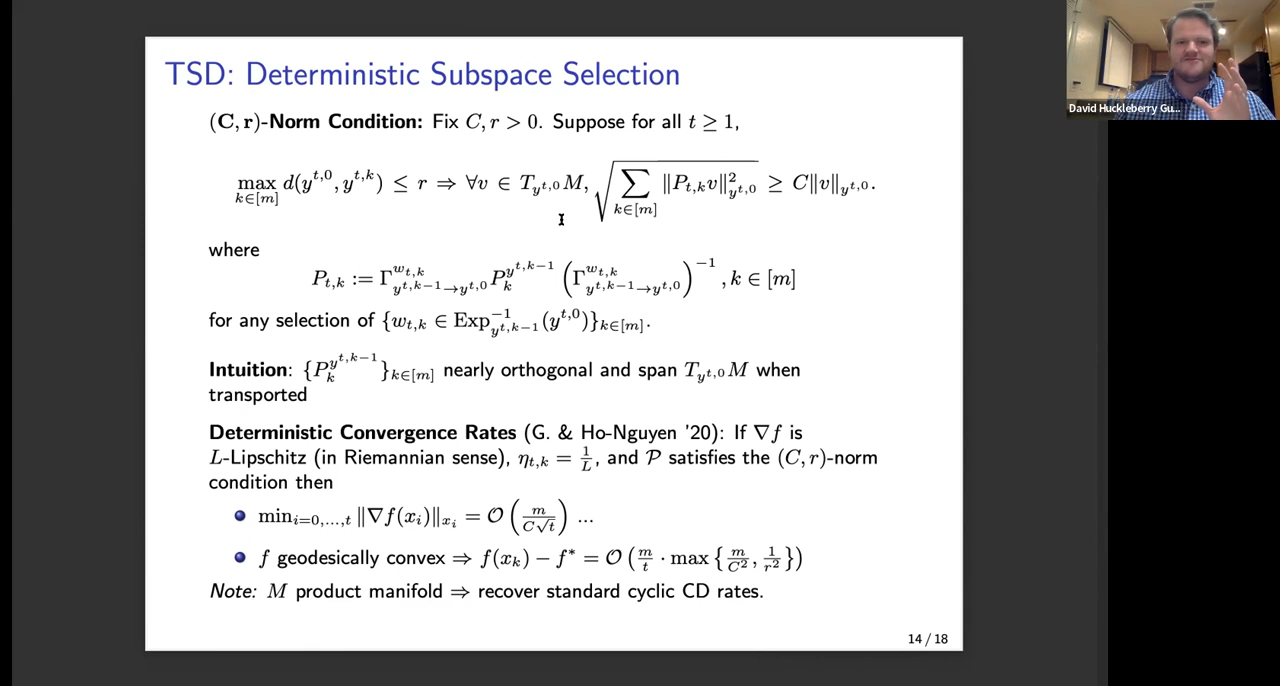 TSD: Deterministic Subspace Selection
(C, r)-Norm Condition: Fix C, r > 0. Suppose for all t ≥ 1,
max_{k∈[m]} d(y^{t,0}, y^{t,k}) ≤ r ⇒ ∀v ∈ T_{y^{t,0}}M, √(∑_{k∈[m]} ‖P_{t,k}v‖²_{y^{t,0}}) ≥ C‖v‖_{y^{t,0}}.
where
P_{t,k} := Γ^{w_{t,k}}_{y^{t,k−1}→y^{t,0}} P_k^{y^{t,k−1}} (Γ^{w_{t,k}}_{y^{t,k−1}→y^{t,0}})^{−1}, k ∈ [m]
for any selection of {w_{t,k} ∈ Exp^{−1}_{y^{t,k−1}}(y^{t,0})}_{k∈[m]}.
Intuition: {P_k^{y^{t,k−1}}}_{k∈[m]} nearly orthogonal and span T_{y^{t,0}}M when
transported
Deterministic Convergence Rates (G. & Ho-Nguyen '20): If ∇f is
L-Lipschitz (in Riemannian sense), η_{t,k} = 1/L, and 𝒫 satisfies the (C, r)-norm
condition then
min_{i=0,...,t} ‖∇f(x_i)‖_{x_i} = 𝒪(m/(C√t)) ...
f geodesically convex ⇒ f(x_k) − f* = 𝒪(m/t · max{m/C², 1/r²})
Note: M product manifold ⇒ recover standard cyclic CD rates.
14 / 18
David Huckleberry Gu...